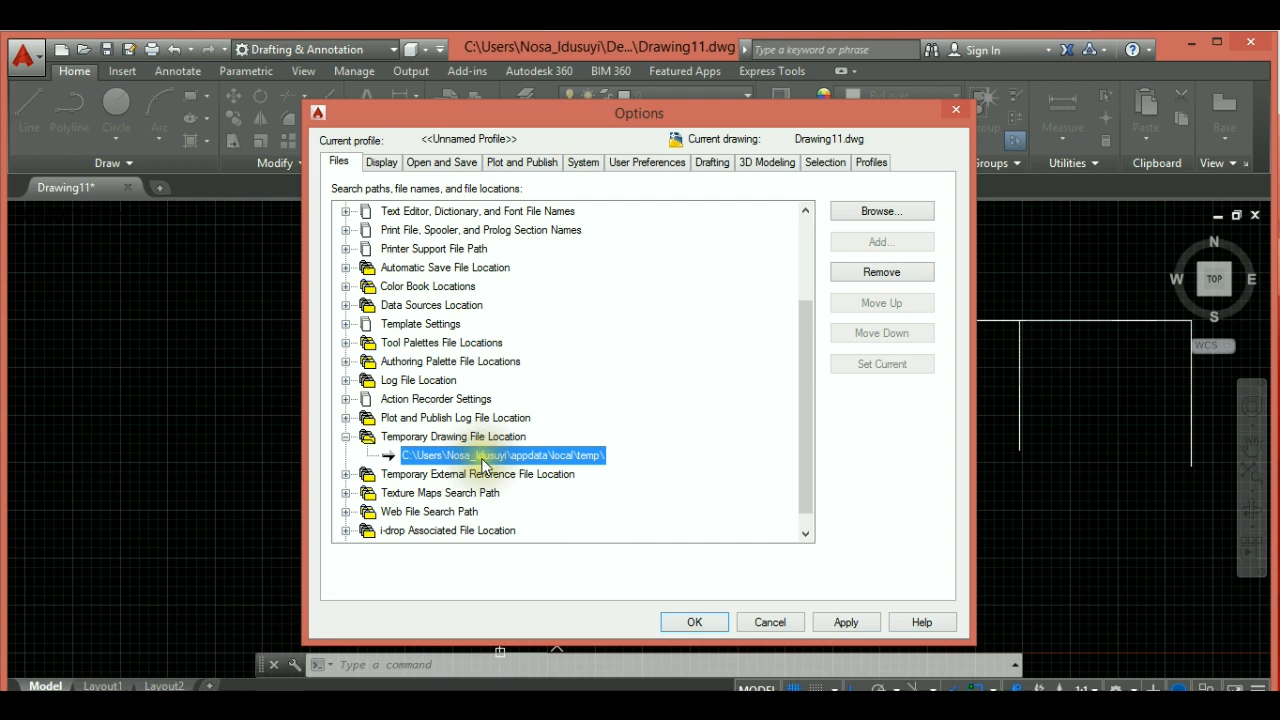 Drafting & Annotation
C:\Users\Nosa_Idusuyi\De...\Drawing11.dwg
Type a keyword or phrase
Sign In
Home Insert Annotate Parametric View Manage Output Add-ins Autodesk 360 BIM 360 Featured Apps Express Tools
Line Polyline Circle Arc
Measure Paste Base
Draw Modify Groups Utilities Clipboard View
Drawing11*
Options
Current profile: <<Unnamed Profile>> Current drawing: Drawing11.dwg
Files Display Open and Save Plot and Publish System User Preferences Drafting 3D Modeling Selection Profiles
Search paths, file names, and file locations:
Text Editor, Dictionary, and Font File Names
Print File, Spooler, and Prolog Section Names
Printer Support File Path
Automatic Save File Location
Color Book Locations
Data Sources Location
Template Settings
Tool Palettes File Locations
Authoring Palette File Locations
Log File Location
Action Recorder Settings
Plot and Publish Log File Location
Temporary Drawing File Location
C:\Users\Nosa_Idusuyi\appdata\local\temp\
Temporary External Reference File Location
Texture Maps Search Path
Web File Search Path
i-drop Associated File Location
Browse...
Add...
Remove
Move Up
Move Down
Set Current
OK Cancel Apply Help
N
W TOP E
S
WCS
Type a command
Model Layout1 Layout2
MODEL 1:1